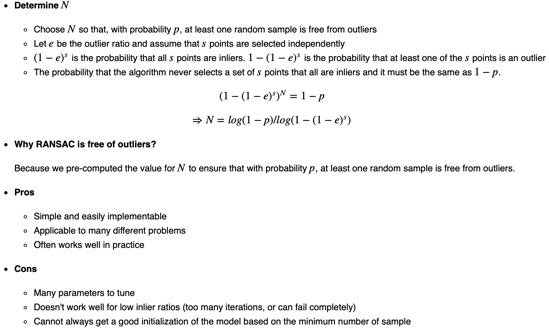 • Determine N
◦ Choose N so that, with probability p, at least one random sample is free from outliers
◦ Let e be the outlier ratio and assume that s points are selected independently
◦ (1 − e)ˢ is the probability that all s points are inliers. 1 − (1 − e)ˢ is the probability that at least one of the s points is an outlier
◦ The probability that the algorithm never selects a set of s points that all are inliers and it must be the same as 1 − p.
(1 − (1 − e)ˢ)ᴺ = 1 − p
⇒ N = log(1 − p)/log(1 − (1 − e)ˢ)
• Why RANSAC is free of outliers?
Because we pre-computed the value for N to ensure that with probability p, at least one random sample is free from outliers.
• Pros
◦ Simple and easily implementable
◦ Applicable to many different problems
◦ Often works well in practice
• Cons
◦ Many parameters to tune
◦ Doesn't work well for low inlier ratios (too many iterations, or can fail completely)
◦ Cannot always get a good initialization of the model based on the minimum number of sample